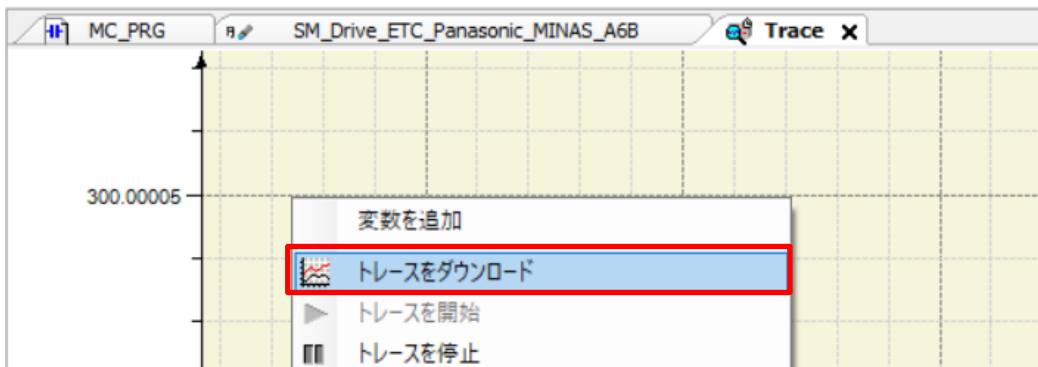 MC_PRG SM_Drive_ETC_Panasonic_MINAS_A6B Trace
300.00005
変数を追加
トレースをダウンロード
トレースを開始
トレースを停止